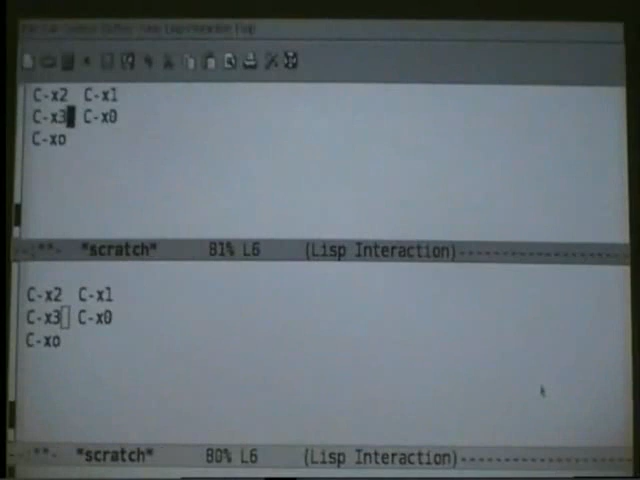 C-x2 C-x1
C-x3 C-x0
C-xo
--:**- *scratch* 81% L6 (Lisp Interaction)--------------------
C-x2 C-x1
C-x3 C-x0
C-xo
-:**- *scratch* 80% L6 (Lisp Interaction)--------------------